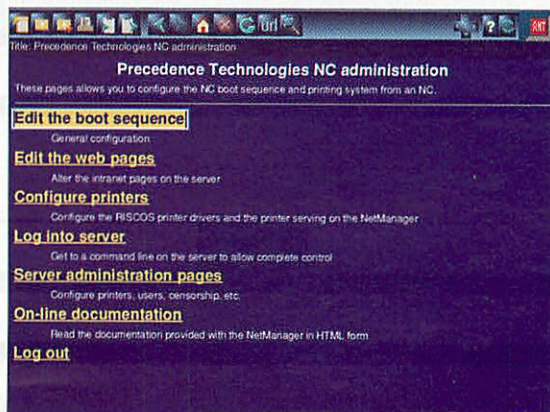 url
ANT
Title: Precedence Technologies NC administration
Precedence Technologies NC administration
These pages allows you to configure the NC boot sequence and printing system from an NC.
Edit the boot sequence
General configuration
Edit the web pages
Alter the intranet pages on the server
Configure printers
Configure the RISCOS printer drivers and the printer serving on the NetManager
Log into server
Get to a command line on the server to allow complete control
Server administration pages
Configure printers, users, censorship, etc.
On-line documentation
Read the documentation provided with the NetManager in HTML form
Log out